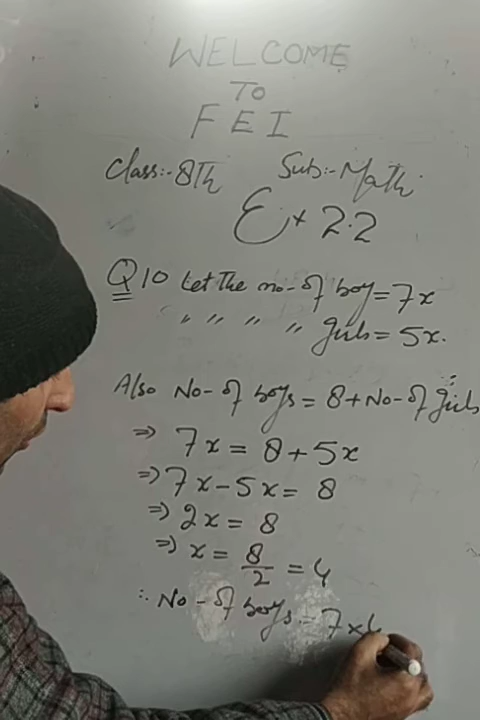 WELCOME
TO
FEI
Class:- 8th Sub:- Math
Ex 2.2
Q10 Let the no- of boy = 7x
" " " " girls = 5x.
Also No- of boys = 8 + No- of girls
⇒ 7x = 8 + 5x
⇒ 7x - 5x = 8
⇒ 2x = 8
⇒ x = 8/2 = 4
∴ No- of boys = 7 x 4